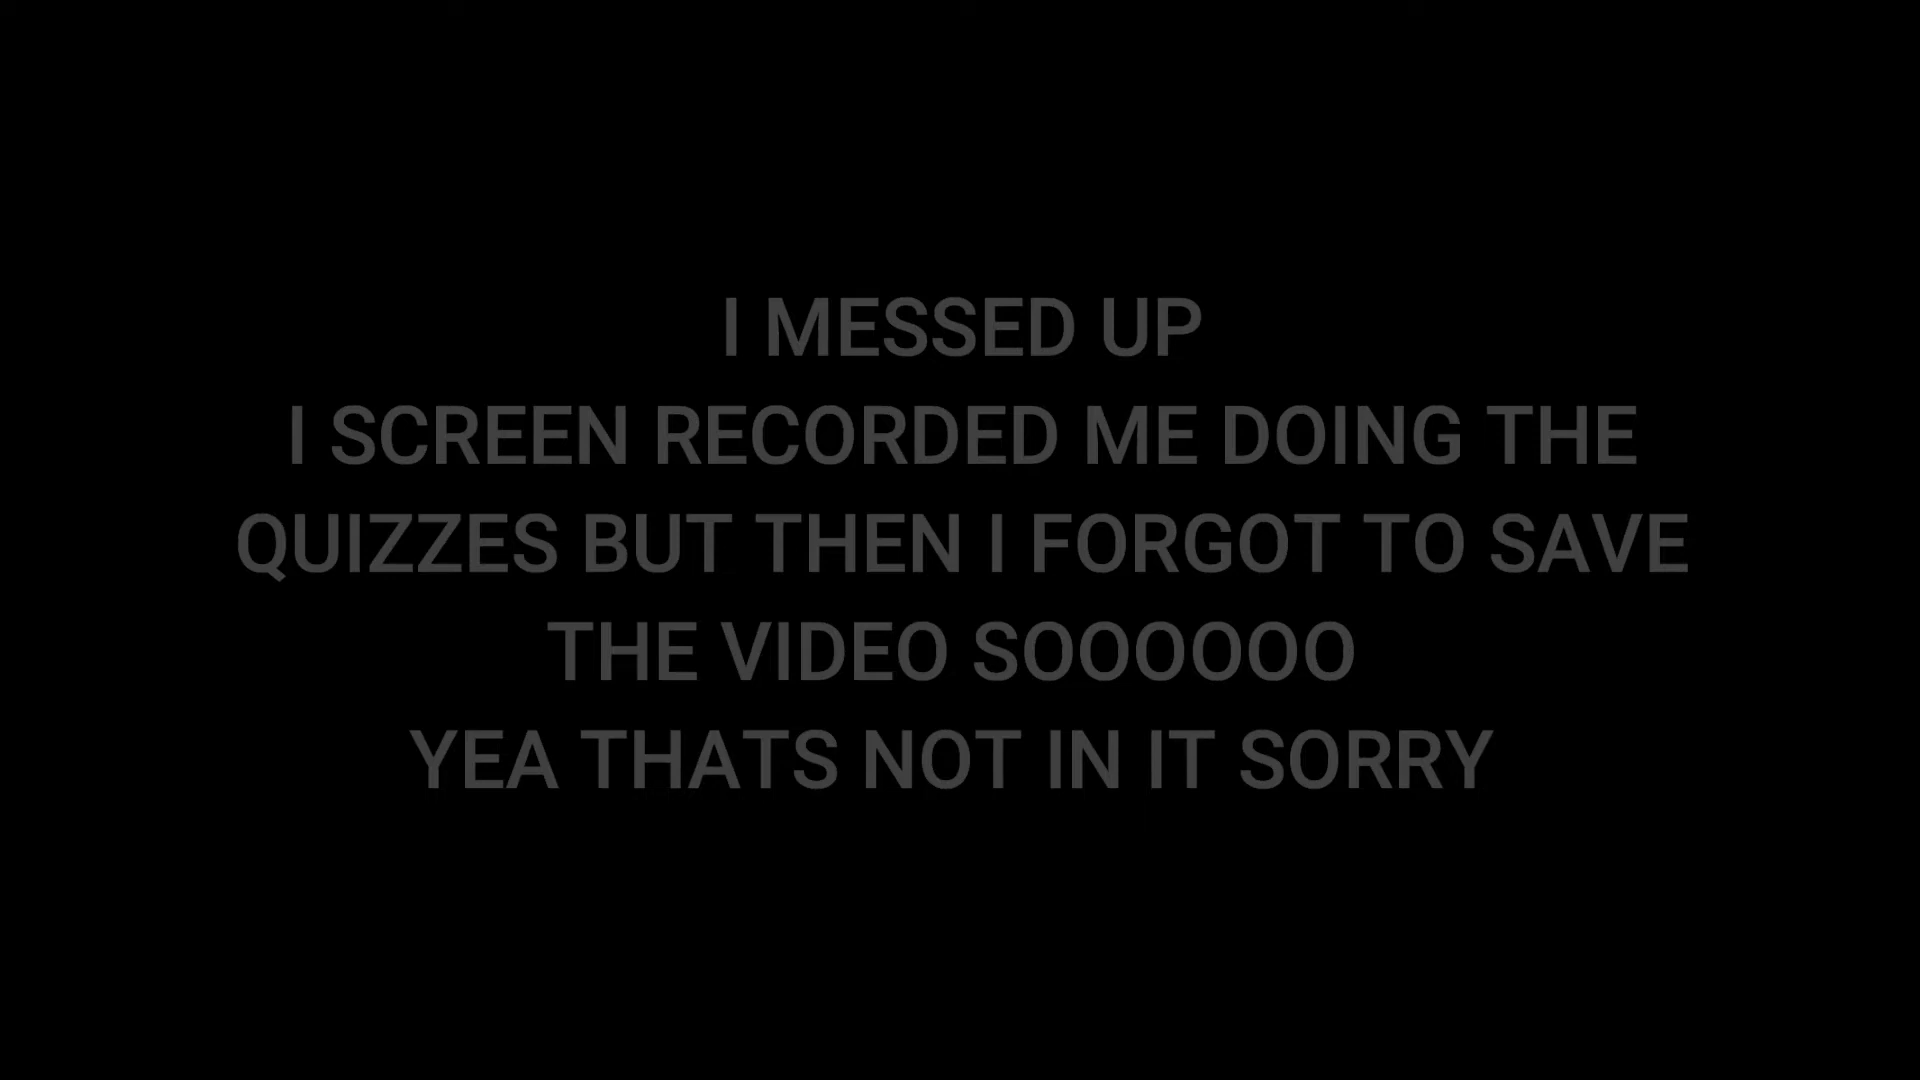 I MESSED UP
I SCREEN RECORDED ME DOING THE
QUIZZES BUT THEN I FORGOT TO SAVE
THE VIDEO SOOOOOO
YEA THATS NOT IN IT SORRY